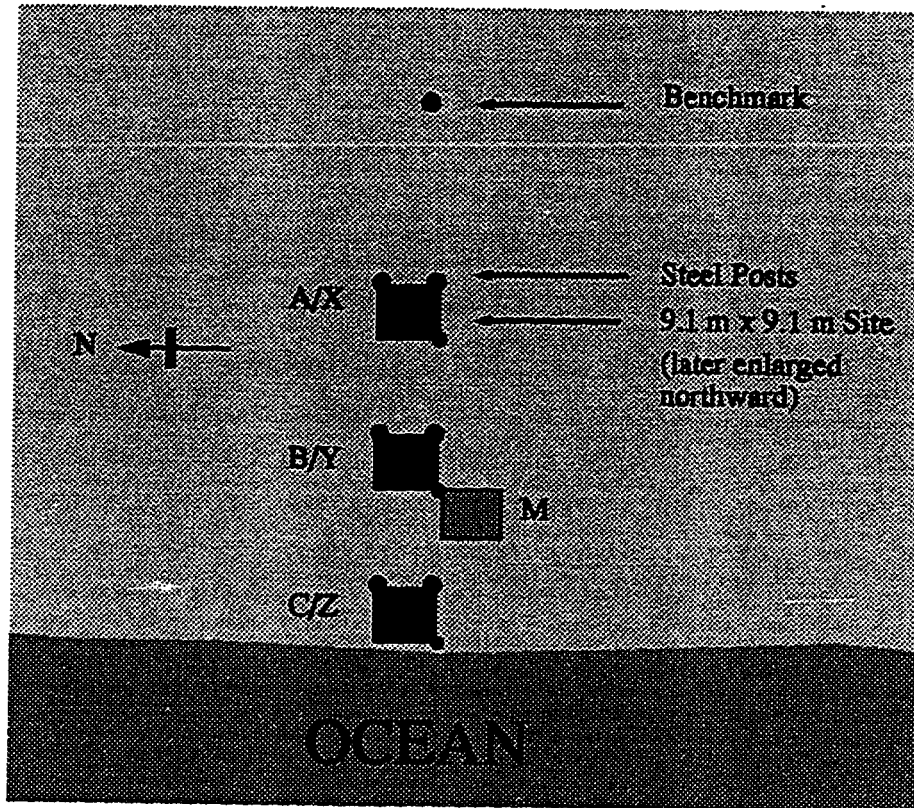 Benchmark
Steel Posts
A/X
9.1 m x 9.1 m Site
(later enlarged
northward)
N
B/Y
M
C/Z
OCEAN